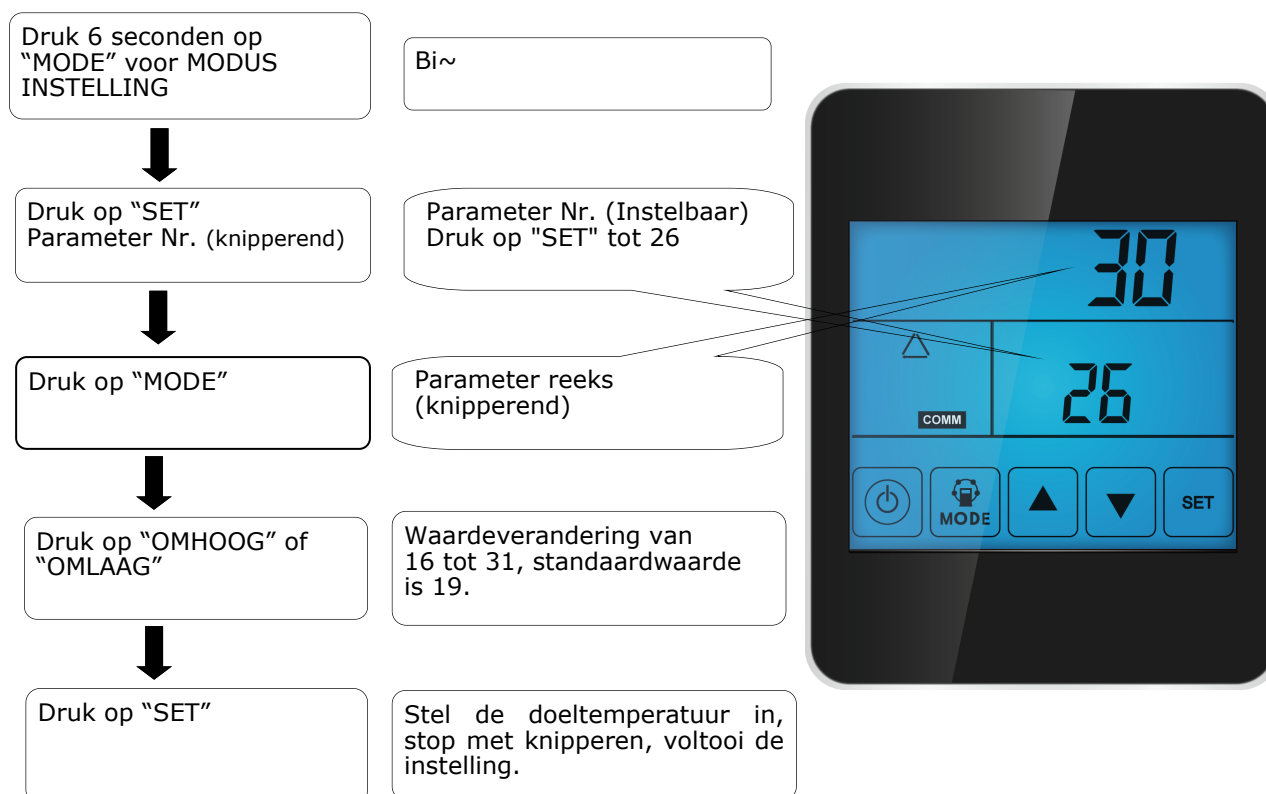 Druk 6 seconden op
“MODE” voor MODUS
INSTELLING
Bi~
Druk op “SET”
Parameter Nr. (knipperend)
Parameter Nr. (Instelbaar)
Druk op "SET" tot 26
Druk op “MODE”
Parameter reeks
(knipperend)
Druk op “OMHOOG” of
“OMLAAG”
Waardeverandering van
16 tot 31, standaardwaarde
is 19.
Druk op “SET”
Stel de doeltemperatuur in,
stop met knipperen, voltooi de
instelling.
30
26
COMM
MODE
SET